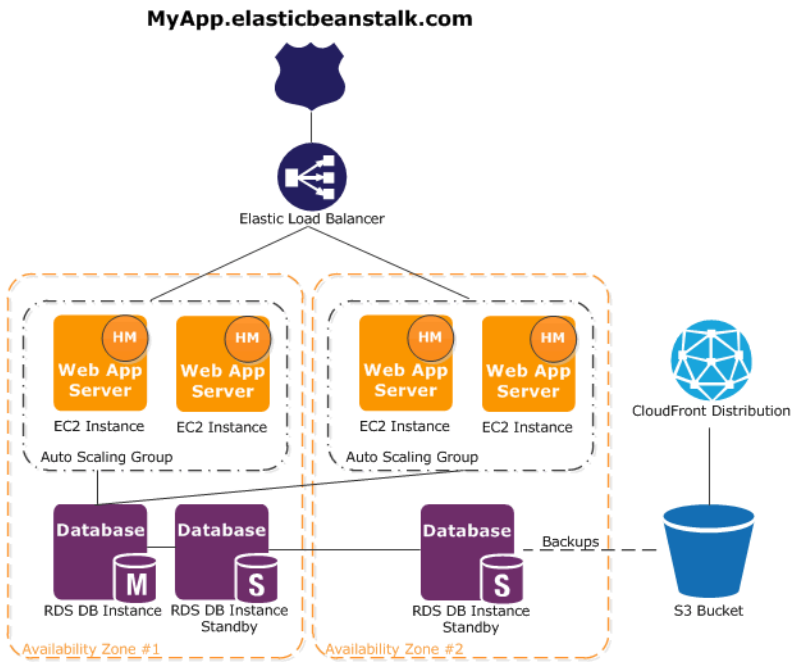 MyApp.elasticbeanstalk.com
Elastic Load Balancer
HM
HM
HM
HM
Web App
Server
Web App
Server
Web App
Server
Web App
Server
EC2 Instance
EC2 Instance
EC2 Instance
EC2 Instance
Auto Scaling Group
Auto Scaling Group
CloudFront Distribution
Database
Database
Database
Backups
M
S
S
RDS DB Instance
RDS DB Instance
Standby
RDS DB Instance
Standby
S3 Bucket
Availability Zone #1
Availability Zone #2